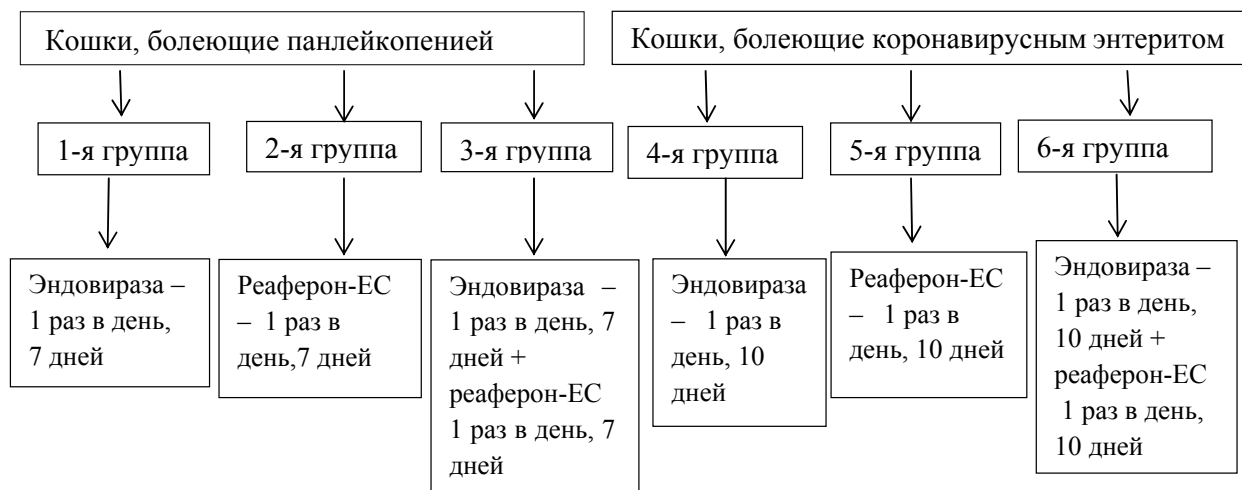 Кошки, болеющие панлейкопенией
Кошки, болеющие коронавирусным энтеритом
1-я группа
2-я группа
3-я группа
4-я группа
5-я группа
6-я группа
Эндовираза –
1 раз в день,
7 дней
Реаферон-ЕС
– 1 раз в
день,7 дней
Эндовираза –
1 раз в день, 7
дней +
реаферон-ЕС
1 раз в день, 7
дней
Эндовираза
– 1 раз в
день, 10
дней
Реаферон-ЕС
– 1 раз в
день, 10 дней
Эндовираза –
1 раз в день,
10 дней +
реаферон-ЕС
1 раз в день,
10 дней